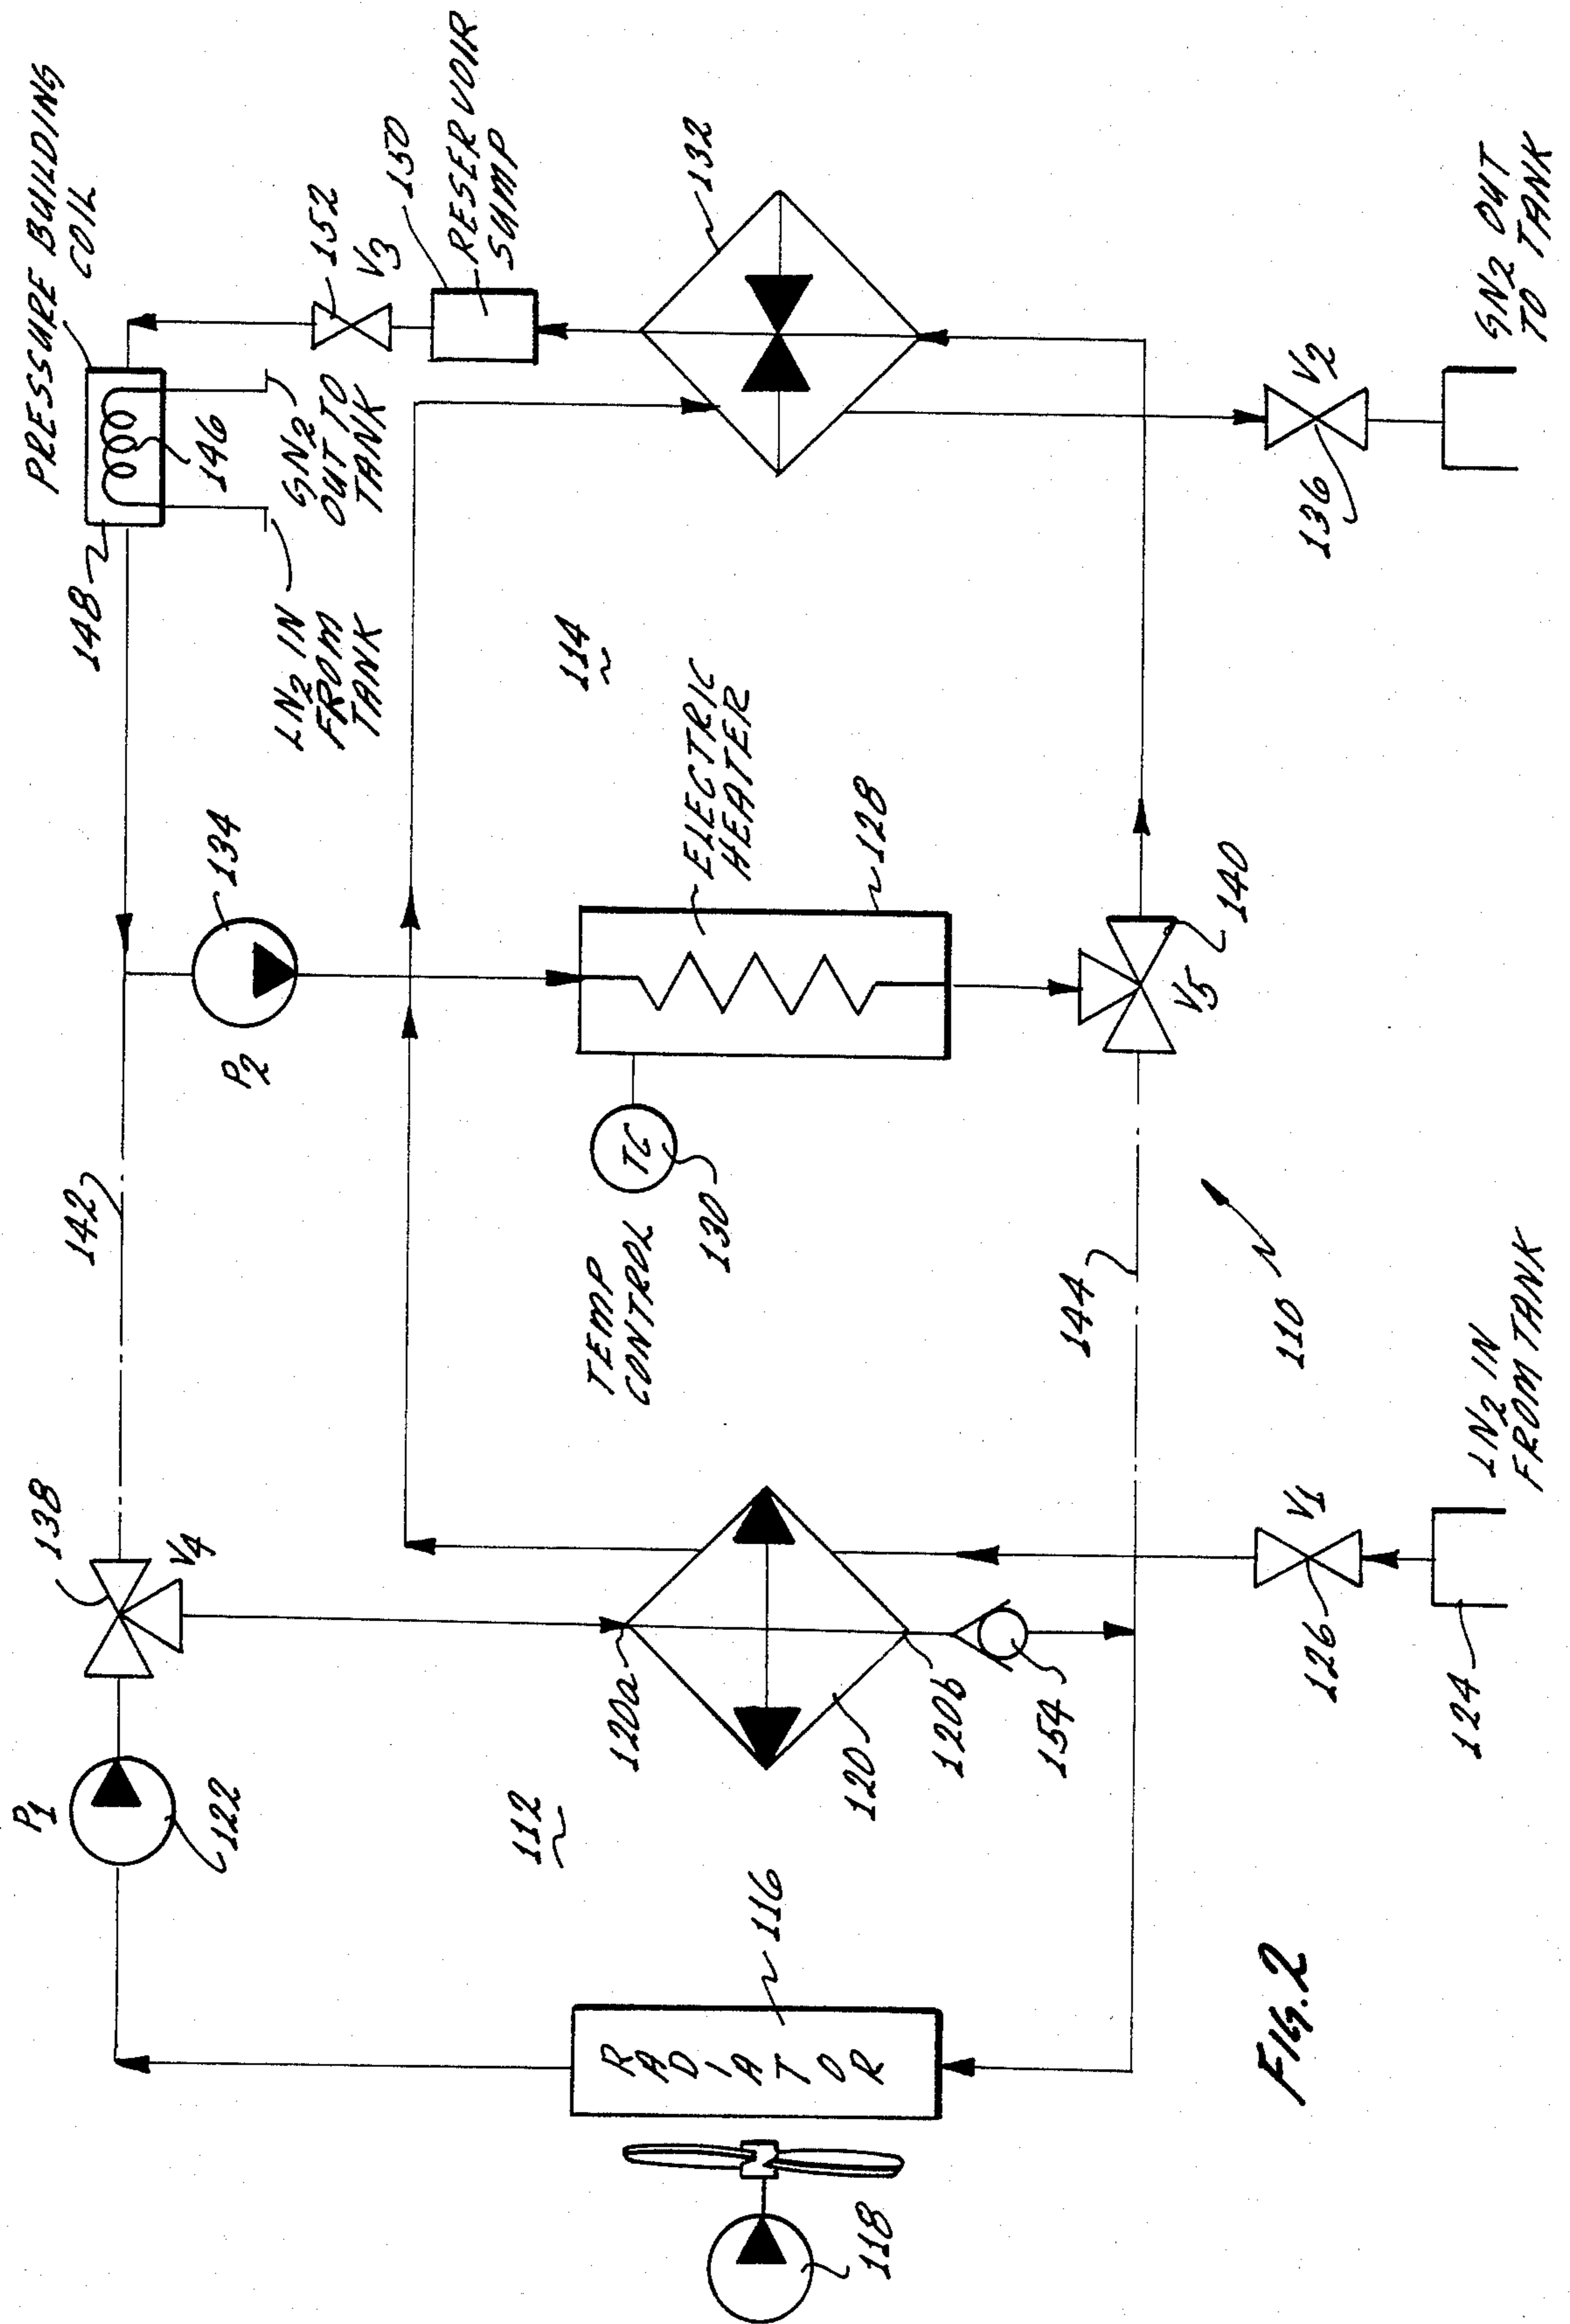 PRESSURE BUILDING
COIL
148
146
LN2 IN
FROM
TANK
GN2
OUT TO
TANK
152
V3
150
RESERVOIR
SUMP
132
142
134
P2
138
V4
P1
122
114
ELECTRIC
HEATER
128
TC
TEMP
CONTROL
130
112
120a
120
120b
154
116
RADIATOR
118
140
V5
144
110
V2
136
GN2 OUT
TO TANK
V1
126
124
LN2 IN
FROM TANK
FIG. 2